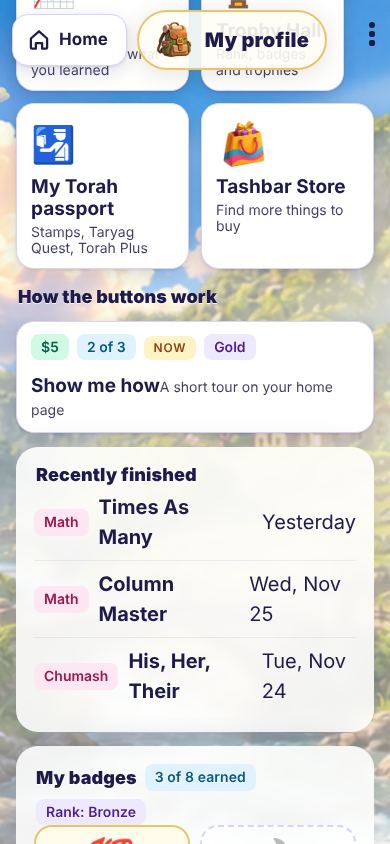 Home
My profile
you learned
and trophies
My Torah
passport
Stamps, Taryag
Quest, Torah Plus
Tashbar Store
Find more things to
buy
How the buttons work
$5 2 of 3 NOW Gold
Show me howA short tour on your home
page
Recently finished
Math Times As Many Yesterday
Math Column Master Wed, Nov 25
Chumash His, Her, Their Tue, Nov 24
My badges 3 of 8 earned
Rank: Bronze